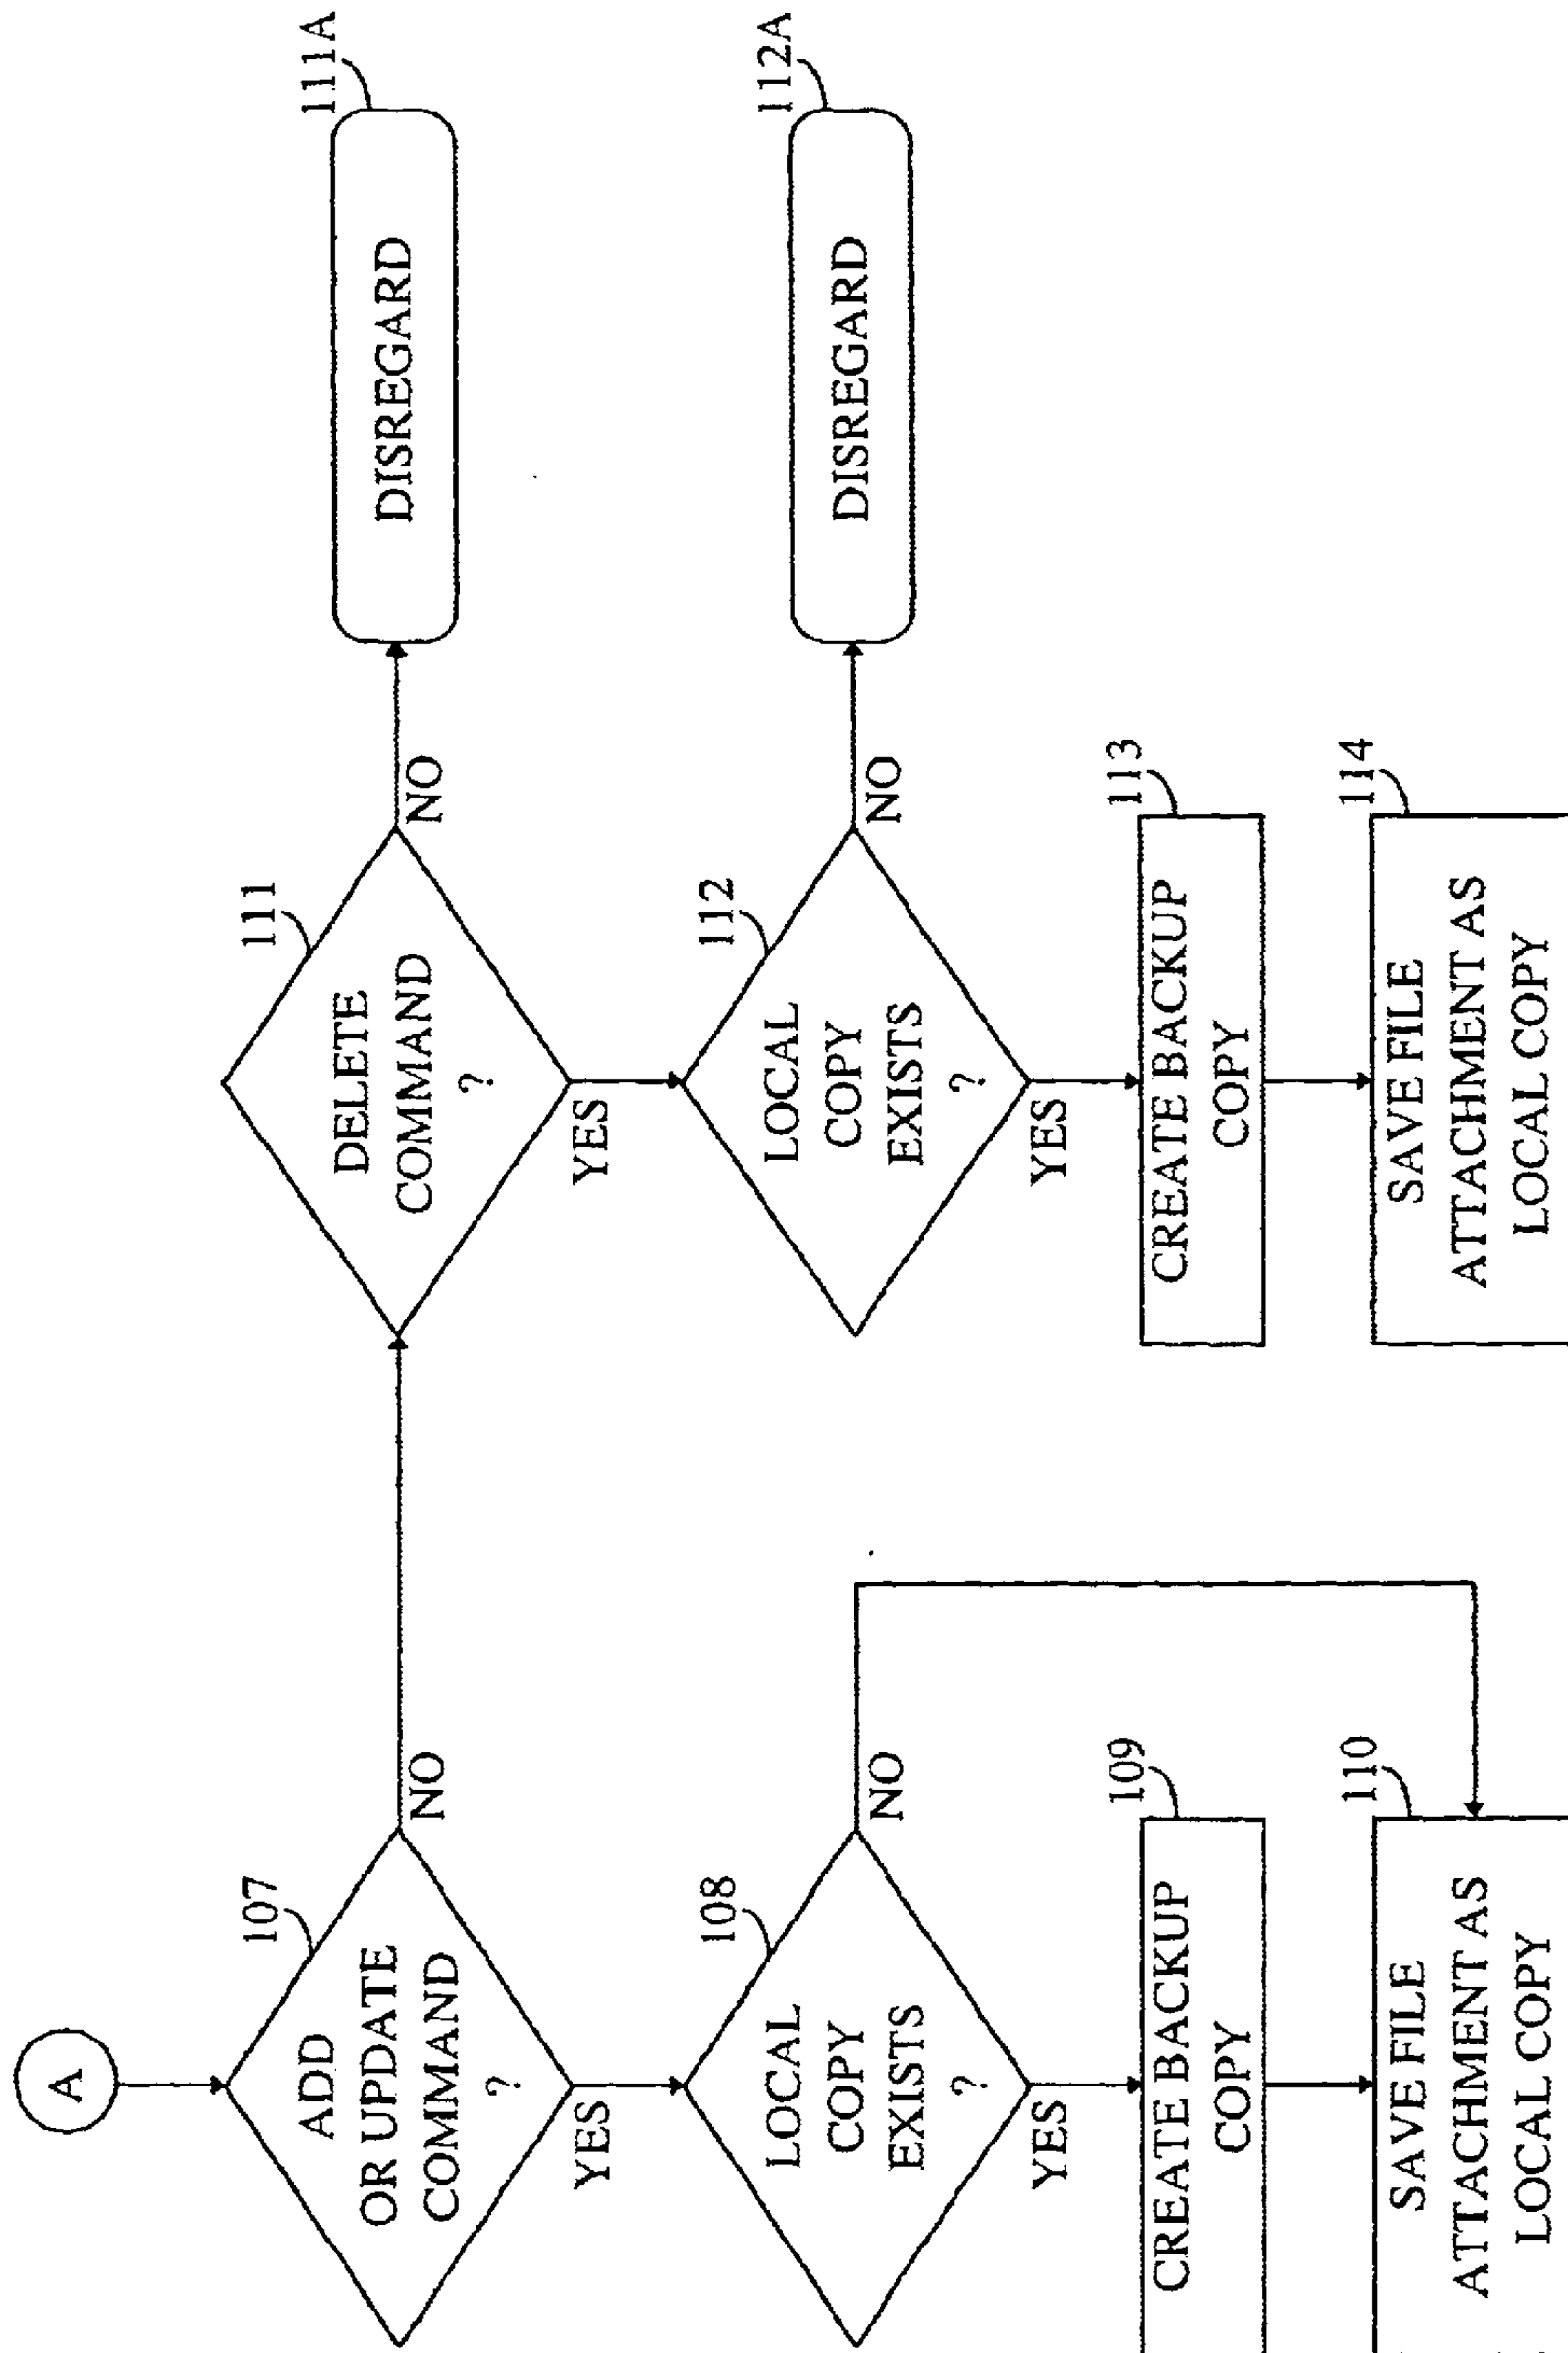 A
107
ADD
OR UPDATE
COMMAND
?
NO
YES
111
DELETE
COMMAND
?
NO
YES
111A
DISREGARD
108
LOCAL
COPY
EXISTS
?
NO
YES
112
LOCAL
COPY
EXISTS
?
NO
YES
112A
DISREGARD
109
CREATE BACKUP
COPY
113
CREATE BACKUP
COPY
110
SAVE FILE
ATTACHMENT AS
LOCAL COPY
114
SAVE FILE
ATTACHMENT AS
LOCAL COPY